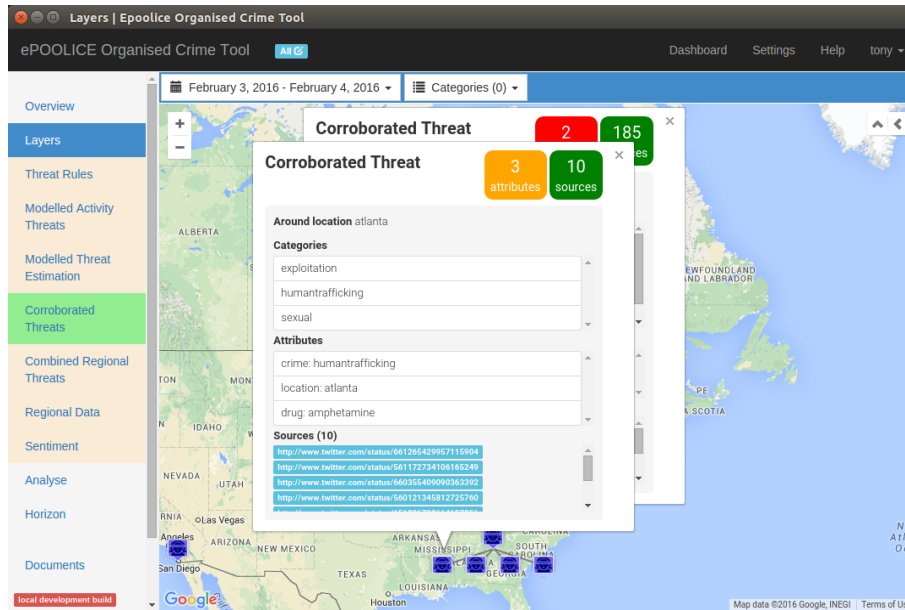 Layers | Epoolice Organised Crime Tool
ePOOLICE Organised Crime Tool
All
Dashboard
Settings
Help
tony
February 3, 2016 - February 4, 2016
Categories (0)
Overview
Layers
Threat Rules
Modelled Activity
Threats
Modelled Threat
Estimation
Corroborated
Threats
Combined Regional
Threats
Regional Data
Sentiment
Analyse
Horizon
Documents
local development build
+
−
Corroborated Threat
2
185
×
Corroborated Threat
3
attributes
10
sources
×
Around location atlanta
Categories
exploitation
humantrafficking
sexual
Attributes
crime: humantrafficking
location: atlanta
drug: amphetamine
Sources (10)
http://www.twitter.com/status/661265429957115904
http://www.twitter.com/status/561172734106165249
http://www.twitter.com/status/660355409090363392
http://www.twitter.com/status/560121345812725760
ALBERTA
IDAHO
NEVADA
UTAH
Las Vegas
Angeles
ARIZONA
NEW MEXICO
San Diego
TEXAS
ARKANSAS
MISSISSIPPI
SOUTH
CAROLINA
GEORGIA
LOUISIANA
Houston
AND LABRADOR
PE
Google
Map data ©2016 Google, INEGI
Terms of